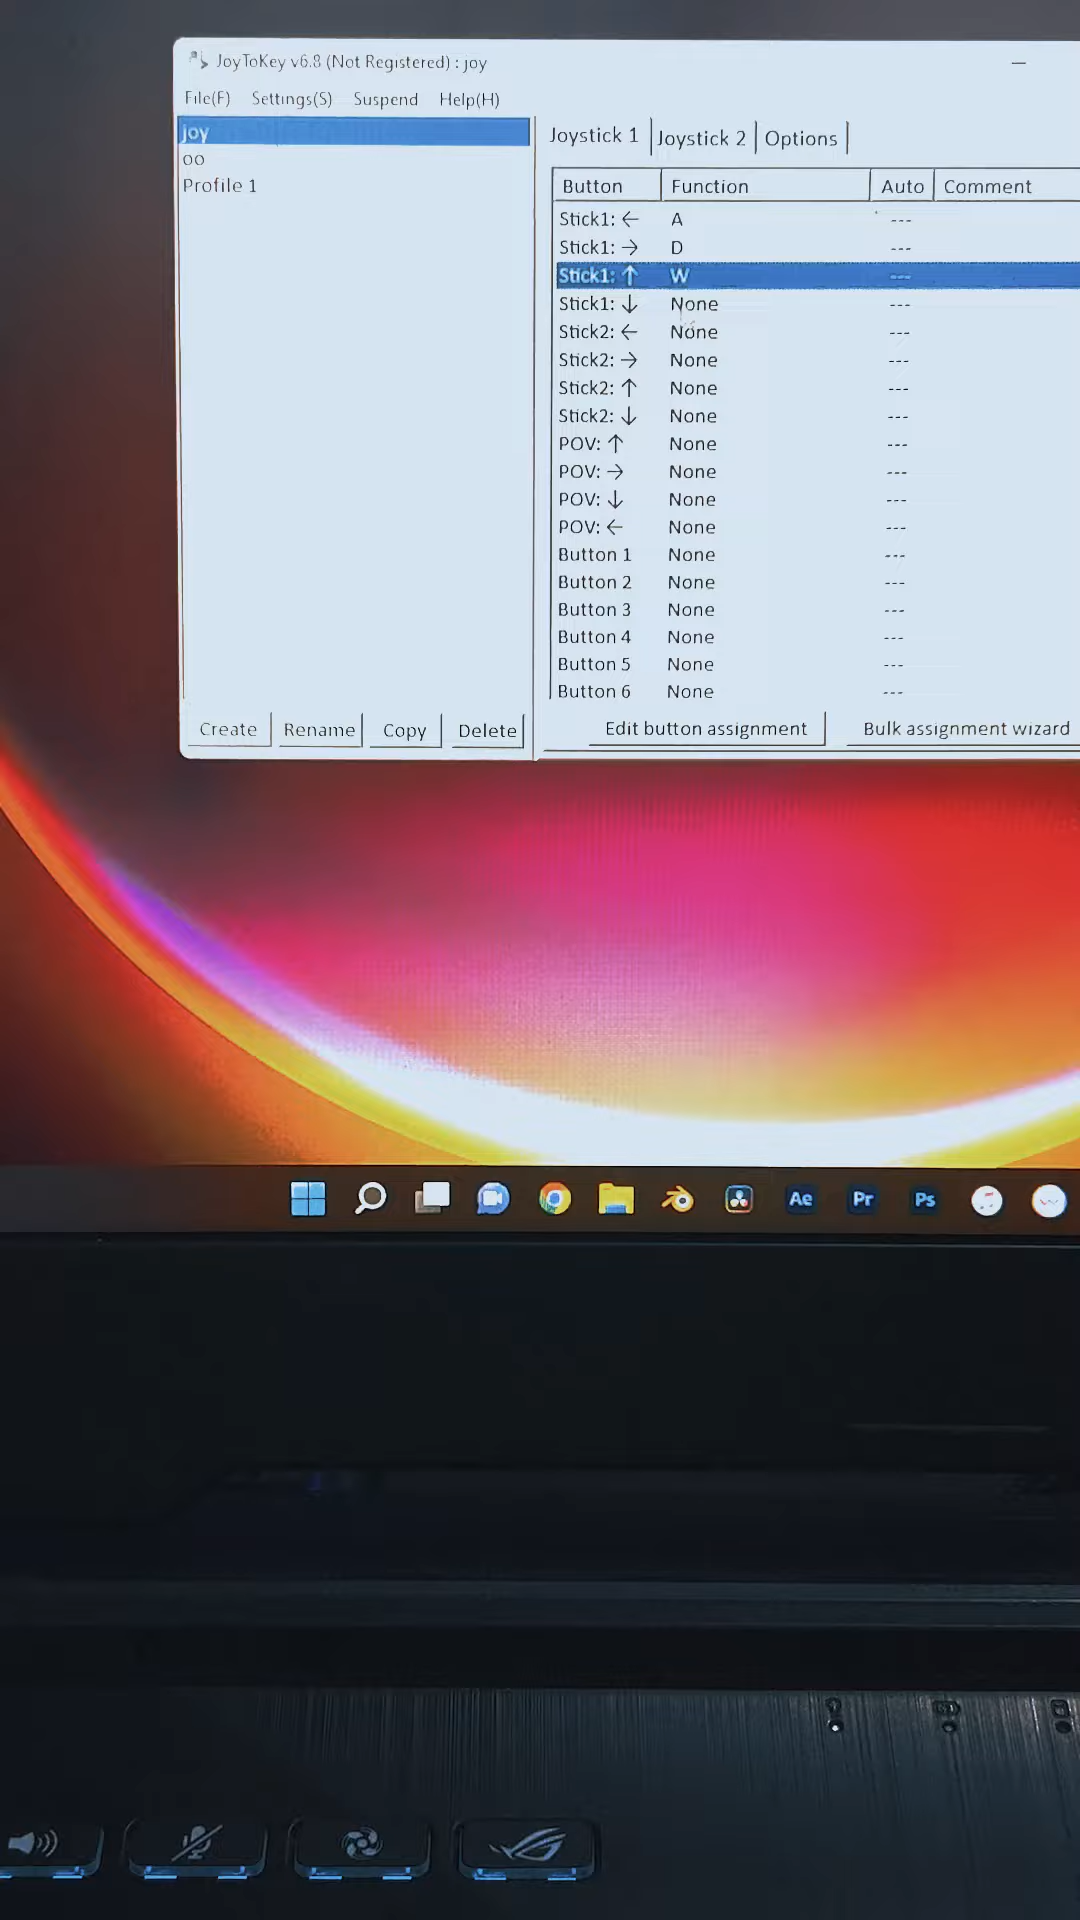 JoyToKey v6.8 (Not Registered) : joy
File(F) Settings(S) Suspend Help(H)
joy
oo
Profile 1
Create Rename Copy Delete
Joystick 1 Joystick 2 Options
Button Function Auto Comment
Stick1: ← A ---
Stick1: → D ---
Stick1: ↑ W ---
Stick1: ↓ None ---
Stick2: ← None ---
Stick2: → None ---
Stick2: ↑ None ---
Stick2: ↓ None ---
POV: ↑ None ---
POV: → None ---
POV: ↓ None ---
POV: ← None ---
Button 1 None ---
Button 2 None ---
Button 3 None ---
Button 4 None ---
Button 5 None ---
Button 6 None ---
Edit button assignment Bulk assignment wizard
Ae Pr Ps